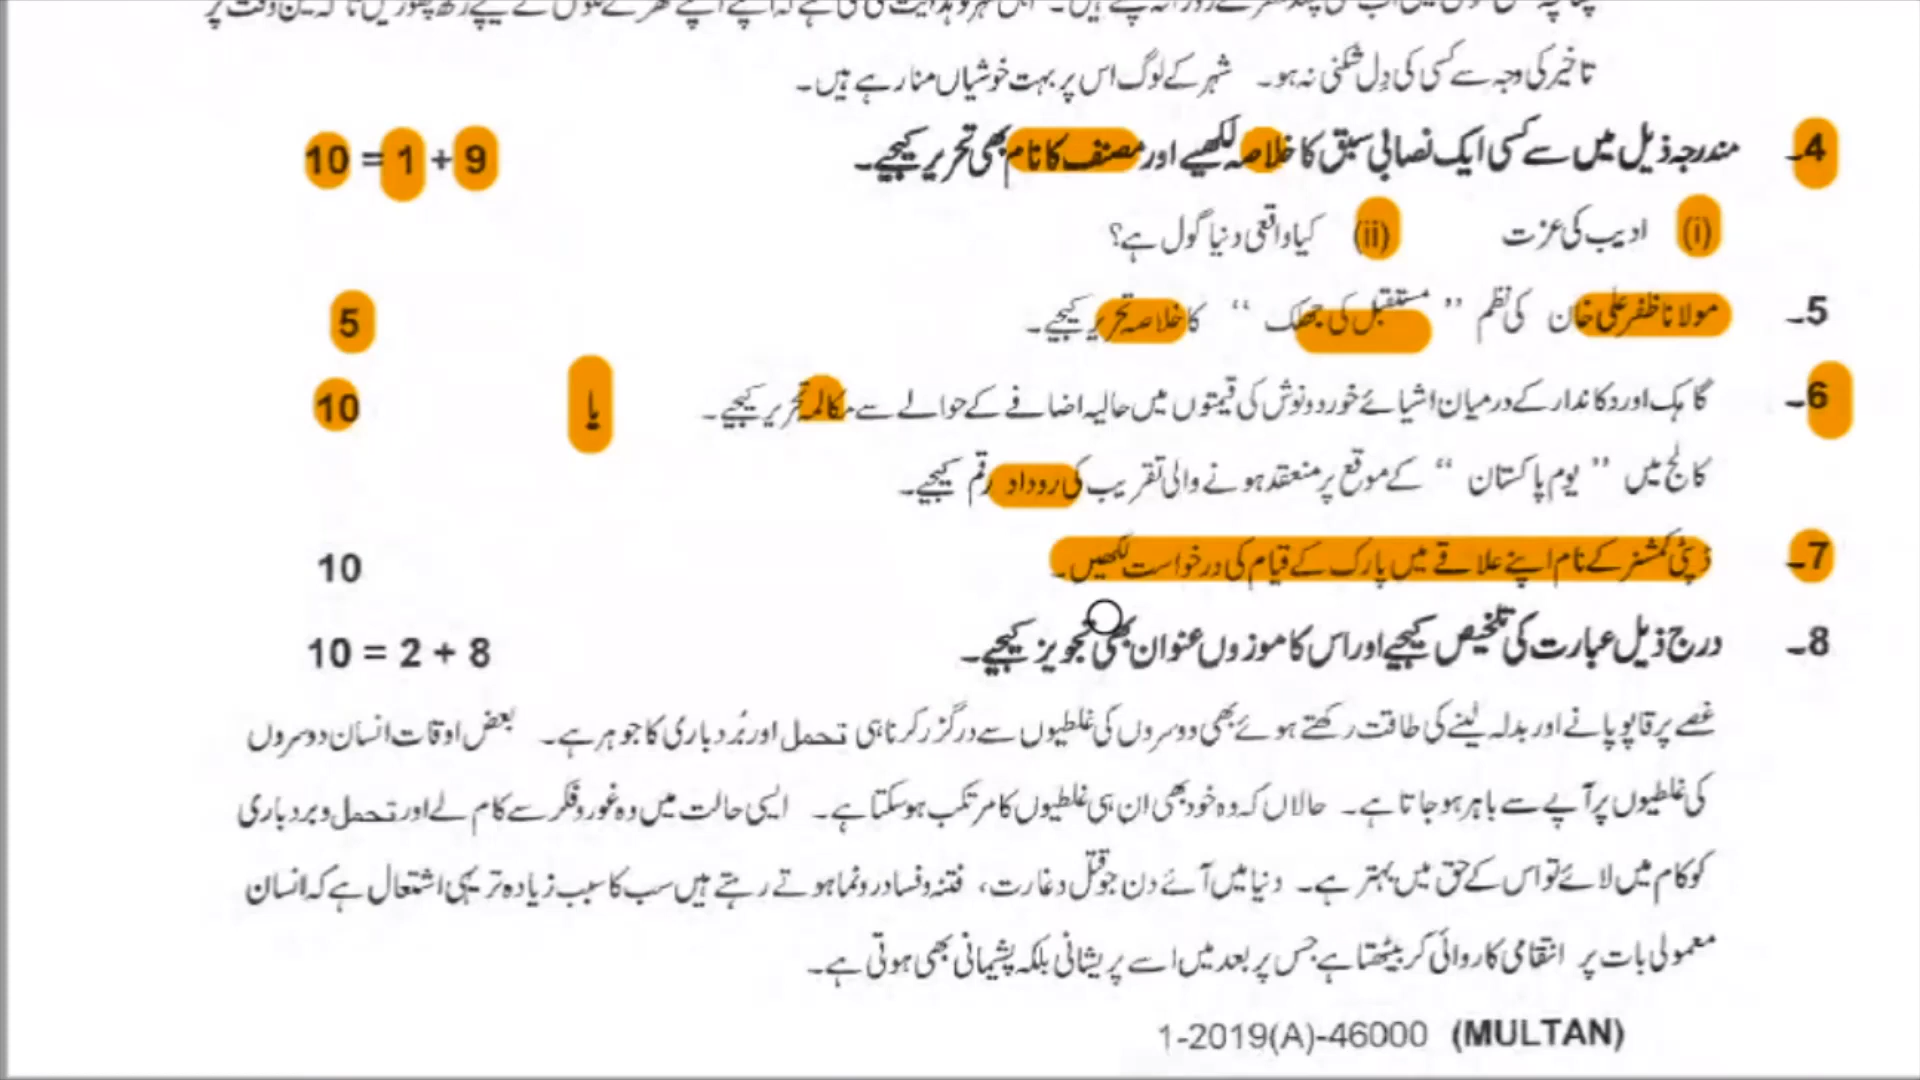 تاخیر کی وجہ سے کسی کی دِل شکنی نہ ہو۔ شہر کے لوگ اس پر بہت خوشیاں منا رہے ہیں۔
4۔ مندرجہ ذیل میں سے کسی ایک نصابی سبق کا خلاصہ لکھیے اور مصنف کا نام بھی تحریر کیجیے۔ 10 = 1 + 9
(i) ادیب کی عزت (ii) کیا واقعی دنیا گول ہے؟
5۔ مولانا ظفر علی خان کی نظم ” مستقبل کی جھلک “ کا خلاصہ تحریر کیجیے۔ 5
6۔ گاہک اور دکاندار کے درمیان اشیائے خورد و نوش کی قیمتوں میں حالیہ اضافے کے حوالے سے مکالمہ تحریر کیجیے۔ یا 10
کالج میں ” یومِ پاکستان “ کے موقع پر منعقد ہونے والی تقریب کی روداد رقم کیجیے۔
7۔ ڈپٹی کمشنر کے نام اپنے علاقے میں پارک کے قیام کی درخواست لکھیں۔ 10
8۔ درج ذیل عبارت کی تلخیص کیجیے اور اس کا موزوں عنوان بھی تجویز کیجیے۔ 10 = 2 + 8
غصے پر قابو پانے اور بدلہ لینے کی طاقت رکھتے ہوئے بھی دوسروں کی غلطیوں سے درگزر کرنا ہی تحمل اور بُردباری کا جوہر ہے۔ بعض اوقات انسان دوسروں
کی غلطیوں پر آپے سے باہر ہو جاتا ہے۔ حالاں کہ وہ خود بھی ان ہی غلطیوں کا مرتکب ہو سکتا ہے۔ ایسی حالت میں وہ غور و فکر سے کام لے اور تحمل و بردباری
کو کام میں لائے تو اس کے حق میں بہتر ہے۔ دنیا میں آئے دن جو قتل و غارت، فتنہ و فساد رونما ہوتے رہتے ہیں سب کا سبب زیادہ تر یہی اشتعال ہے کہ انسان
معمولی بات پر انتقامی کاروائی کر بیٹھتا ہے جس پر بعد میں اسے پریشانی بلکہ پشیمانی بھی ہوتی ہے۔
1-2019(A)-46000 (MULTAN)